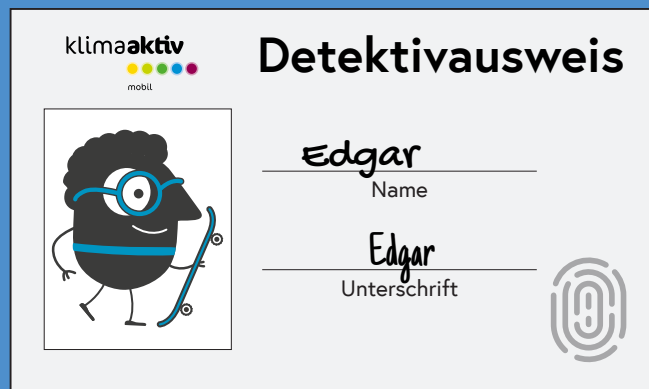 klimaaktiv
mobil
Detektivausweis
Edgar
Name
Edgar
Unterschrift